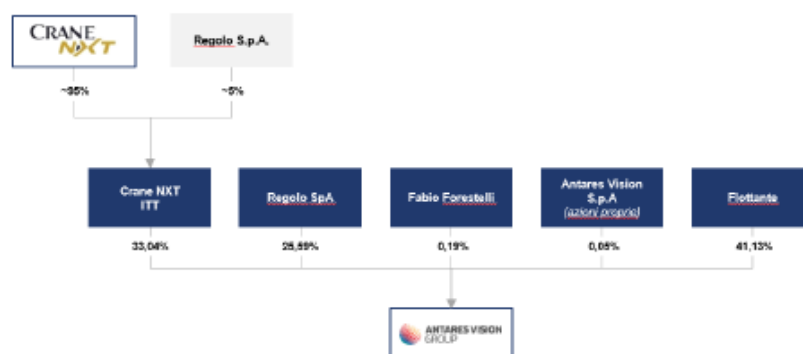 CRANE
NXT
Regolo S.p.A.
~95%
~5%
Crane NXT
ITT
Regolo SpA
Fabio Forestelli
Antares Vision
S.p.A
(azioni proprie)
Flottante
33,04%
25,59%
0,19%
0,05%
41,13%
ANTARES VISION
GROUP